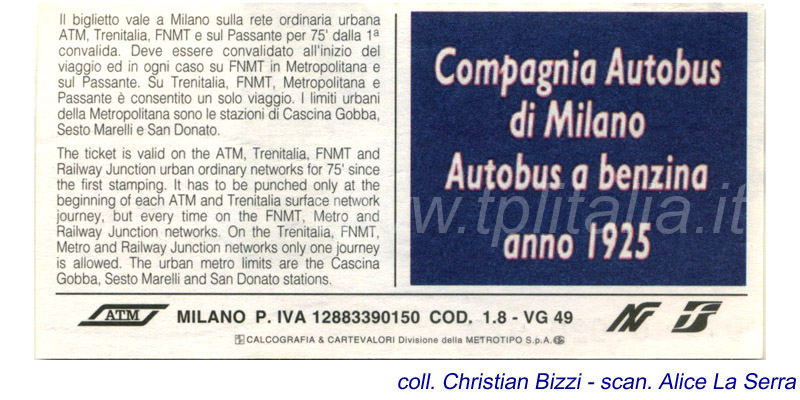 Il biglietto vale a Milano sulla rete ordinaria urbana
ATM, Trenitalia, FNMT e sul Passante per 75' dalla 1ª
convalida. Deve essere convalidato all'inizio del
viaggio ed in ogni caso su FNMT in Metropolitana e
sul Passante. Su Trenitalia, FNMT, Metropolitana e
Passante è consentito un solo viaggio. I limiti urbani
della Metropolitana sono le stazioni di Cascina Gobba,
Sesto Marelli e San Donato.
The ticket is valid on the ATM, Trenitalia, FNMT and
Railway Junction urban ordinary networks for 75' since
the first stamping. It has to be punched only at the
beginning of each ATM and Trenitalia surface network
journey, but every time on the FNMT, Metro and
Railway Junction networks. On the Trenitalia, FNMT,
Metro and Railway Junction networks only one journey
is allowed. The urban metro limits are the Cascina
Gobba, Sesto Marelli and San Donato stations.
Compagnia Autobus
di Milano
Autobus a benzina
anno 1925
www.tplitalia.it
ATM MILANO P. IVA 12883390150 COD. 1.8 - VG 49
CALCOGRAFIA & CARTEVALORI Divisione della METROTIPO S.p.A.
coll. Christian Bizzi - scan. Alice La Serra